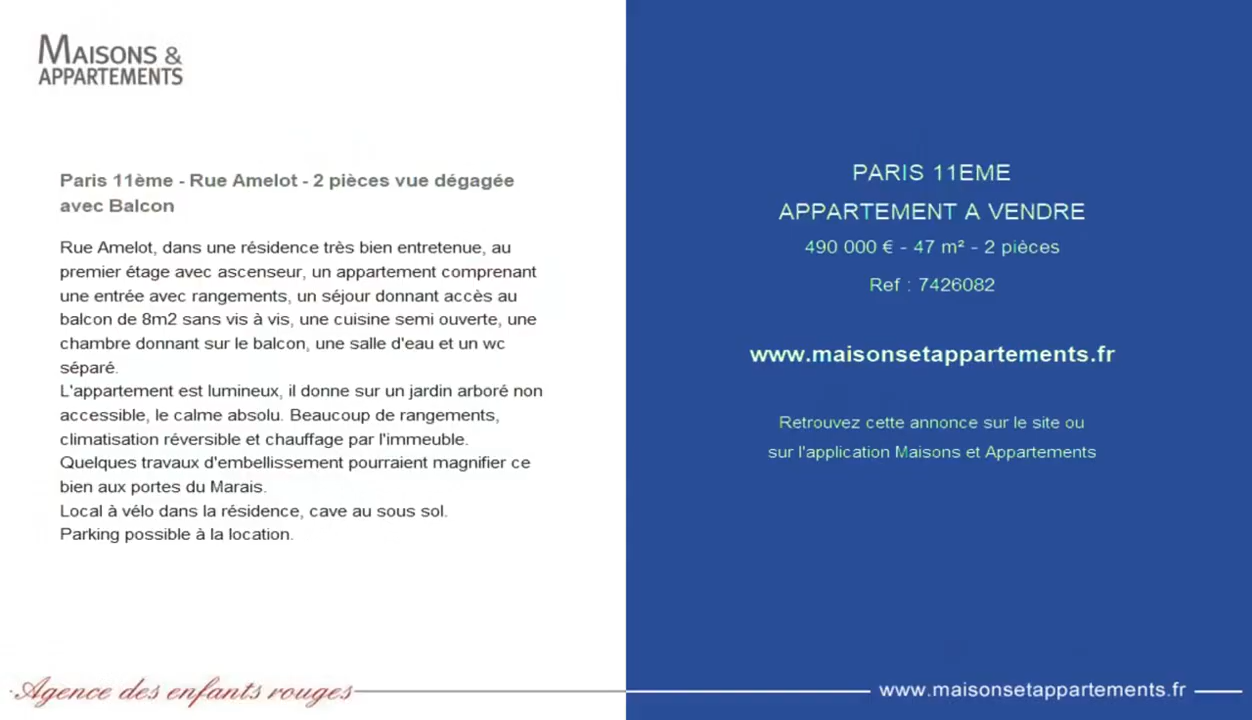 MAISONS &
APPARTEMENTS
Paris 11ème - Rue Amelot - 2 pièces vue dégagée
avec Balcon
Rue Amelot, dans une résidence très bien entretenue, au
premier étage avec ascenseur, un appartement comprenant
une entrée avec rangements, un séjour donnant accès au
balcon de 8m2 sans vis à vis, une cuisine semi ouverte, une
chambre donnant sur le balcon, une salle d'eau et un wc
séparé.
L'appartement est lumineux, il donne sur un jardin arboré non
accessible, le calme absolu. Beaucoup de rangements,
climatisation réversible et chauffage par l'immeuble.
Quelques travaux d'embellissement pourraient magnifier ce
bien aux portes du Marais.
Local à vélo dans la résidence, cave au sous sol.
Parking possible à la location.
PARIS 11EME
APPARTEMENT A VENDRE
490 000 € - 47 m² - 2 pièces
Ref : 7426082
www.maisonsetappartements.fr
Retrouvez cette annonce sur le site ou
sur l'application Maisons et Appartements
Agence des enfants rouges
www.maisonsetappartements.fr